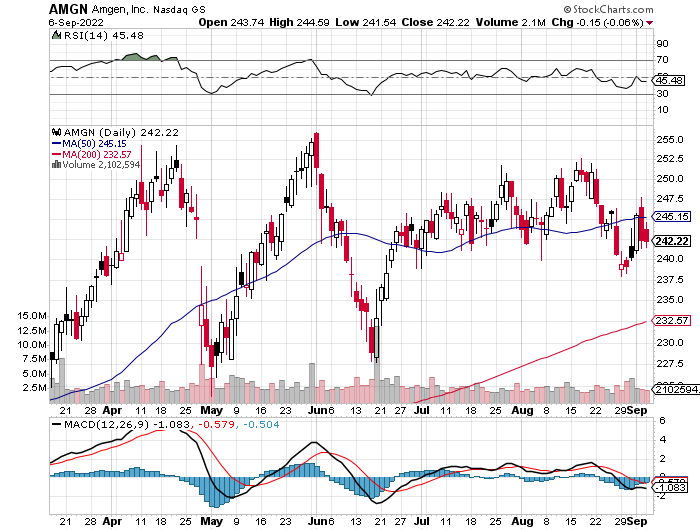 AMGN Amgen, Inc. Nasdaq GS
© StockCharts.com
6-Sep-2022 Open 243.74 High 244.59 Low 241.54 Close 242.22 Volume 2.1M Chg -0.15 (-0.06%)
RSI(14) 45.48
90
70
50
45.48
30
10
AMGN (Daily) 242.22
MA(50) 245.15
MA(200) 232.57
Volume 2,102,594
255.0
252.5
250.0
247.5
245.15
242.22
240.0
237.5
235.0
232.57
230.0
227.5
2102594
15.0M
12.5M
10.0M
7.5M
5.0M
2.5M
21 28 Apr 11 18 25 May 9 16 23 Jun 6 13 21 27 Jul 11 18 25 Aug 8 15 22 29 Sep
MACD(12,26,9) -1.083, -0.579, -0.504
6
4
2
0
-1.083
-2
21 28 Apr 11 18 25 May 9 16 23 Jun 6 13 21 27 Jul 11 18 25 Aug 8 15 22 29 Sep